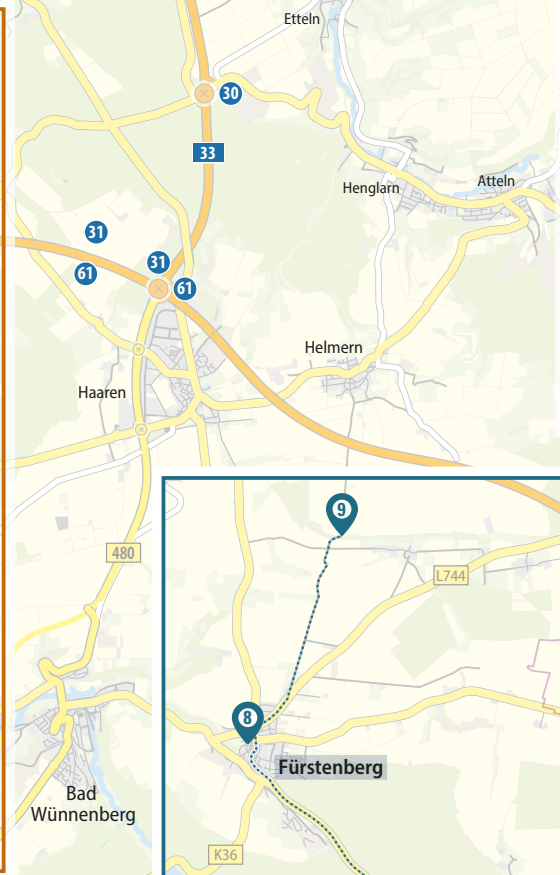 Etteln
30
33
Henglarn
Atteln
31
31
61
61
Helmern
Haaren
9
480
L744
8
Fürstenberg
Bad
Wünnenberg
K36